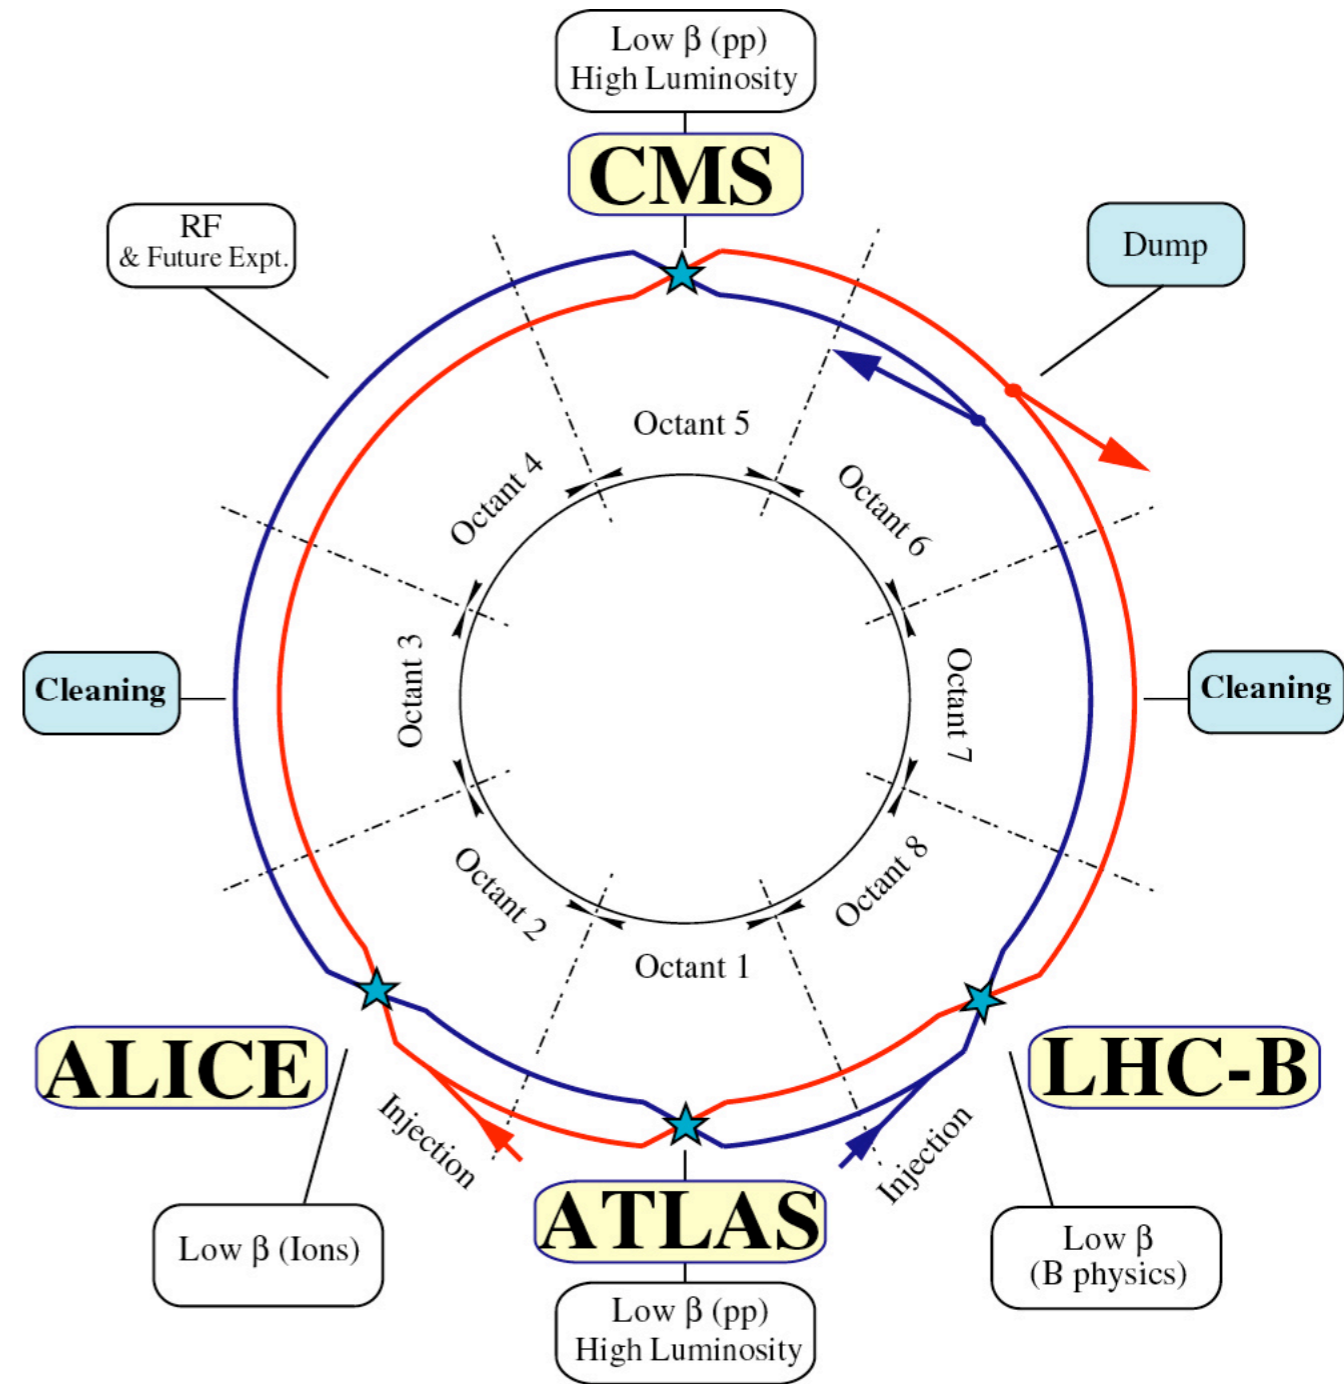 Low β (pp)
High Luminosity
CMS
RF
& Future Expt.
Dump
Octant 5
Octant 4
Octant 6
Octant 3
Octant 7
Cleaning
Cleaning
Octant 2
Octant 8
Octant 1
ALICE
LHC-B
Injection
Injection
ATLAS
Low β (Ions)
Low β
(B physics)
Low β (pp)
High Luminosity